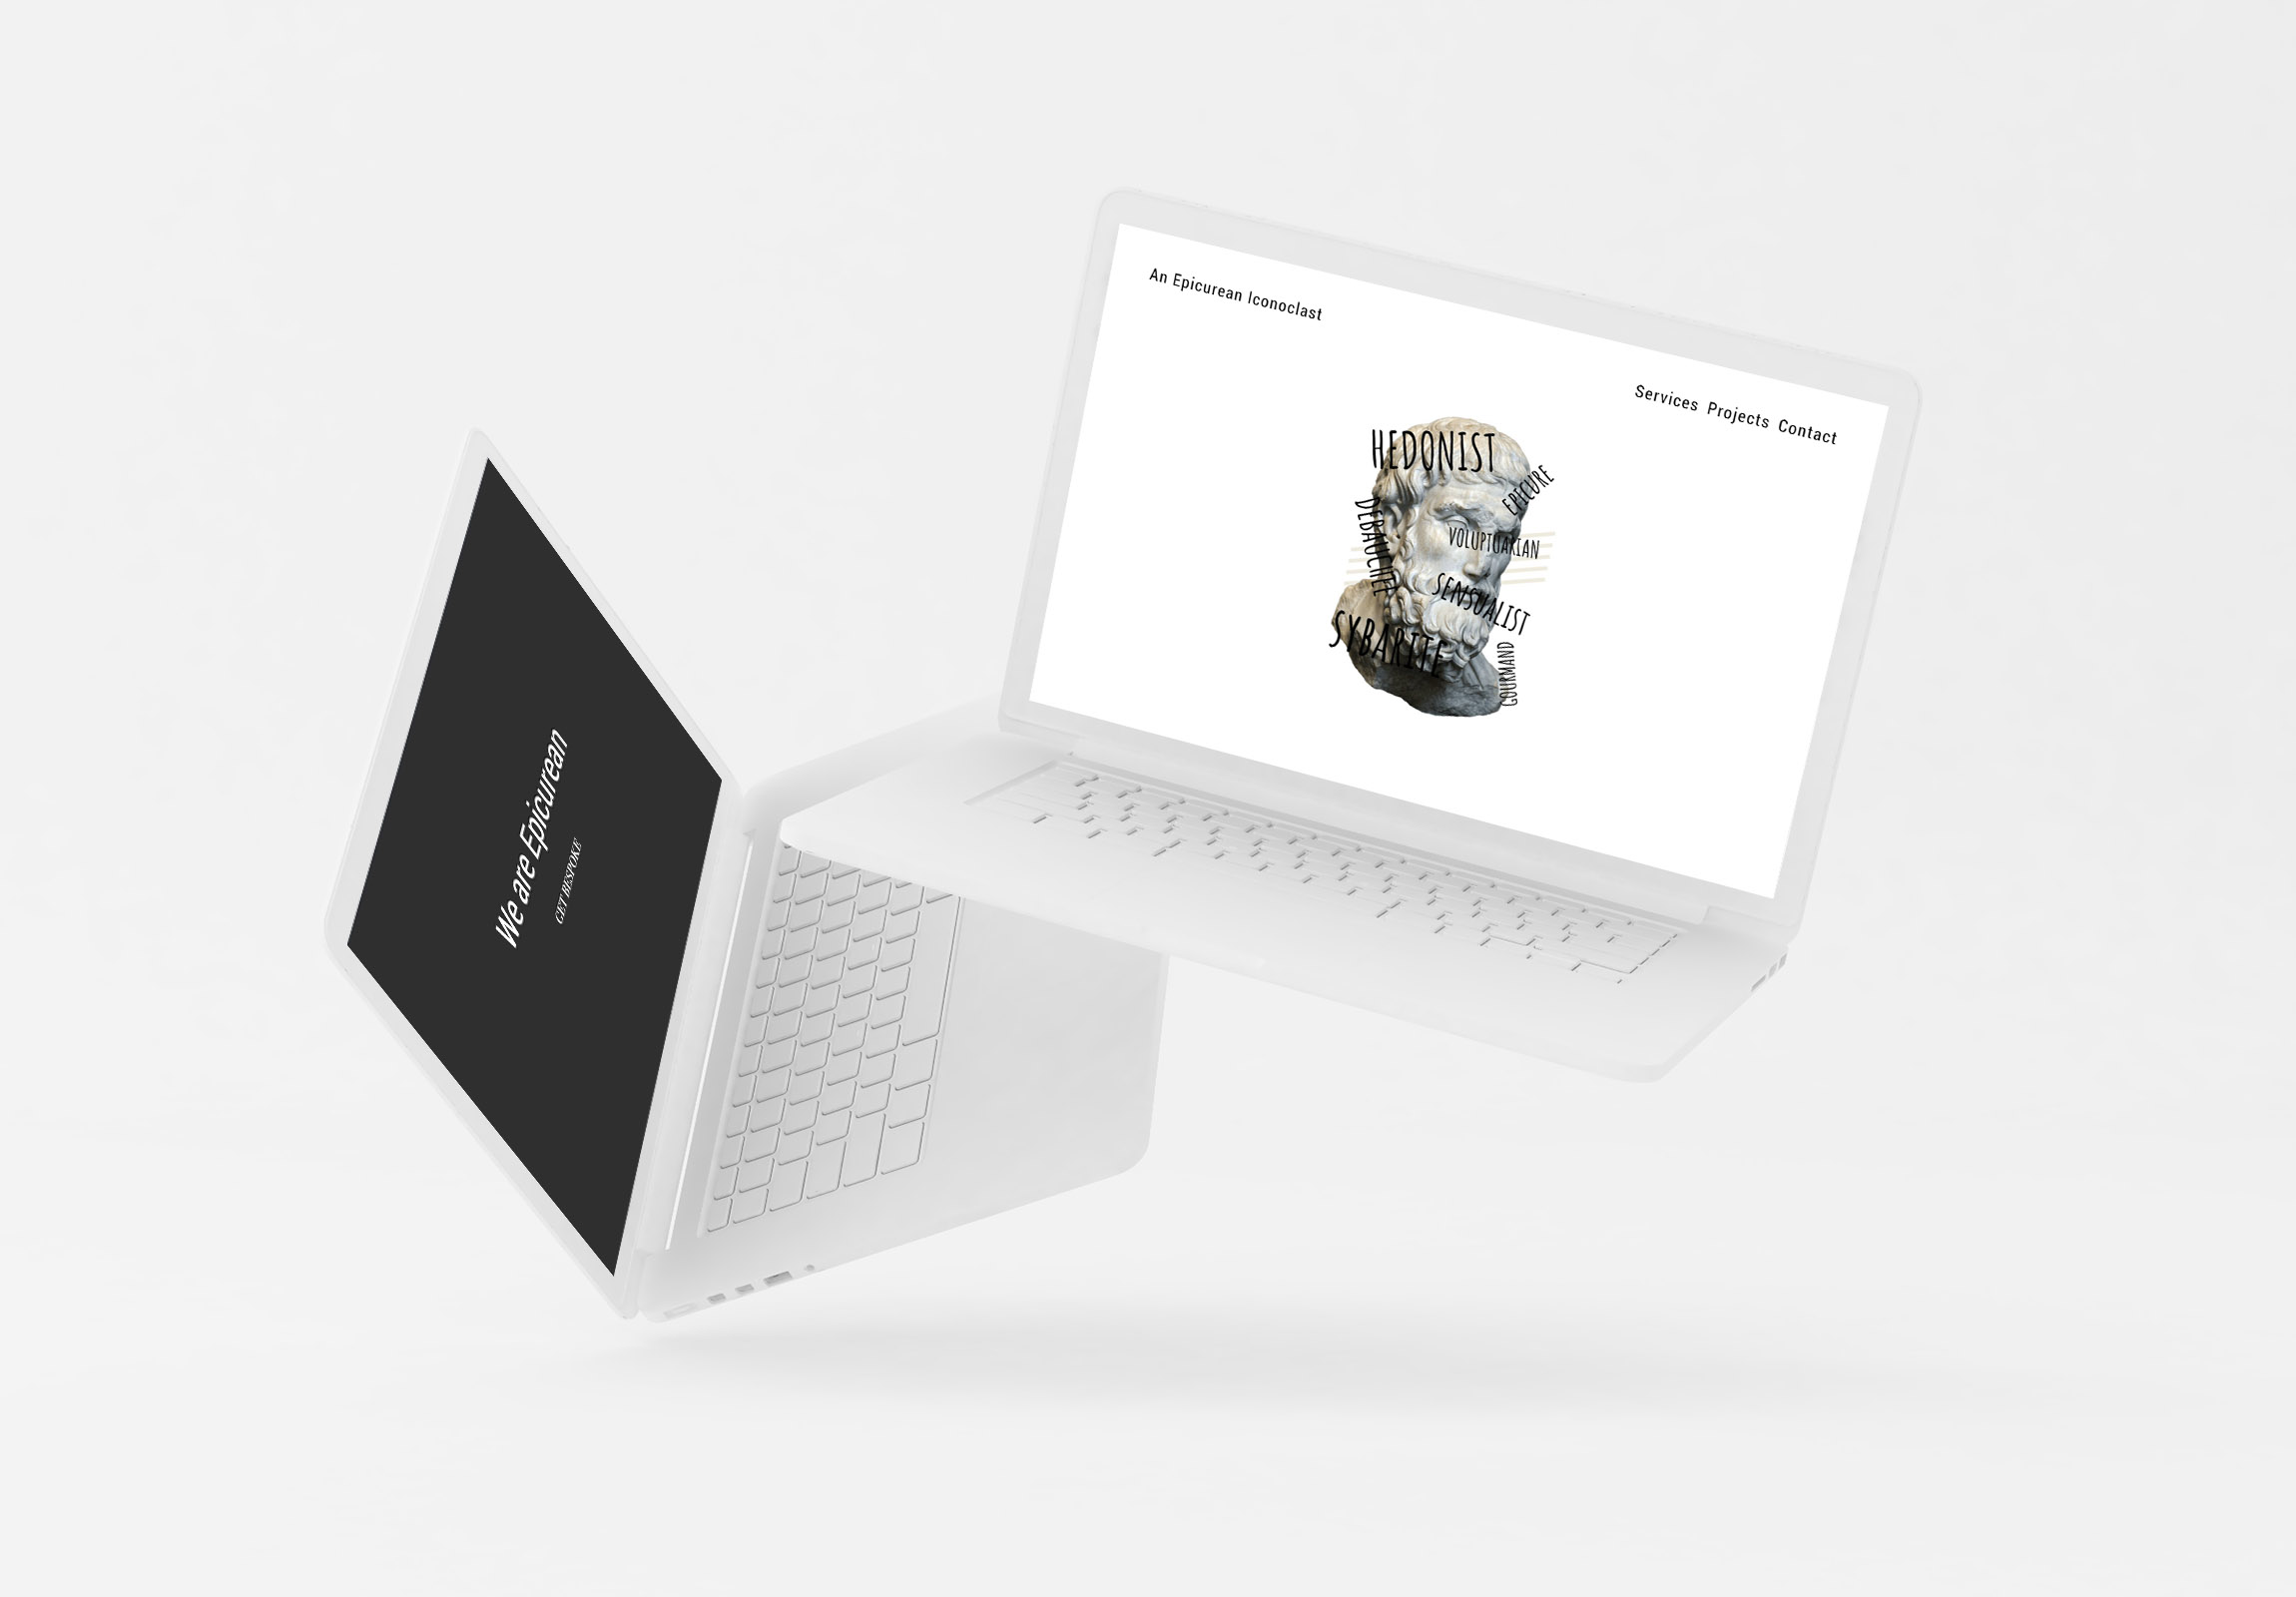 An Epicurean Iconoclast
Services Projects Contact
HEDONIST
EPICURE
DEBAUCHEE
VOLUPTUARIAN
SENSUALIST
SYBARITE
GOURMAND
We are Epicurean
GET BESPOKE